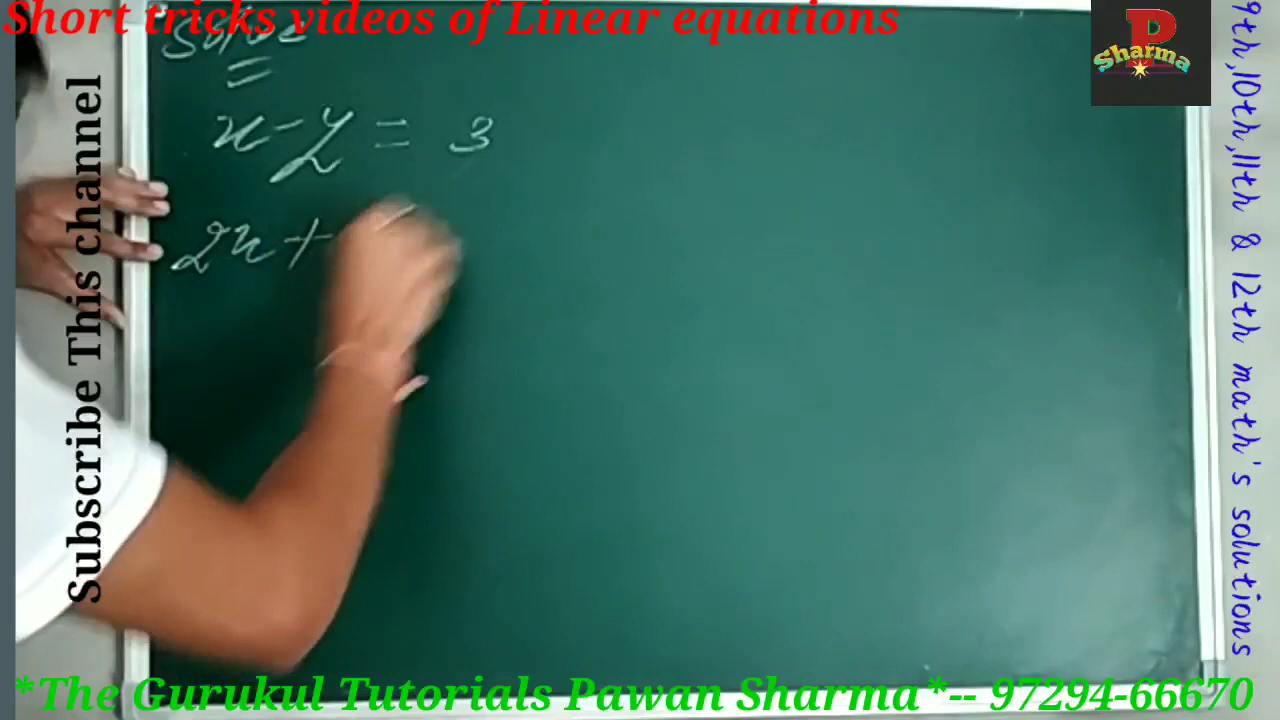 Short tricks videos of Linear equations
P
Sharma
Solve
x - y = 3
2x +
Subscribe This channel
9th,10th,11th & 12th math's solutions
*The Gurukul Tutorials Pawan Sharma*-- 97294-66670